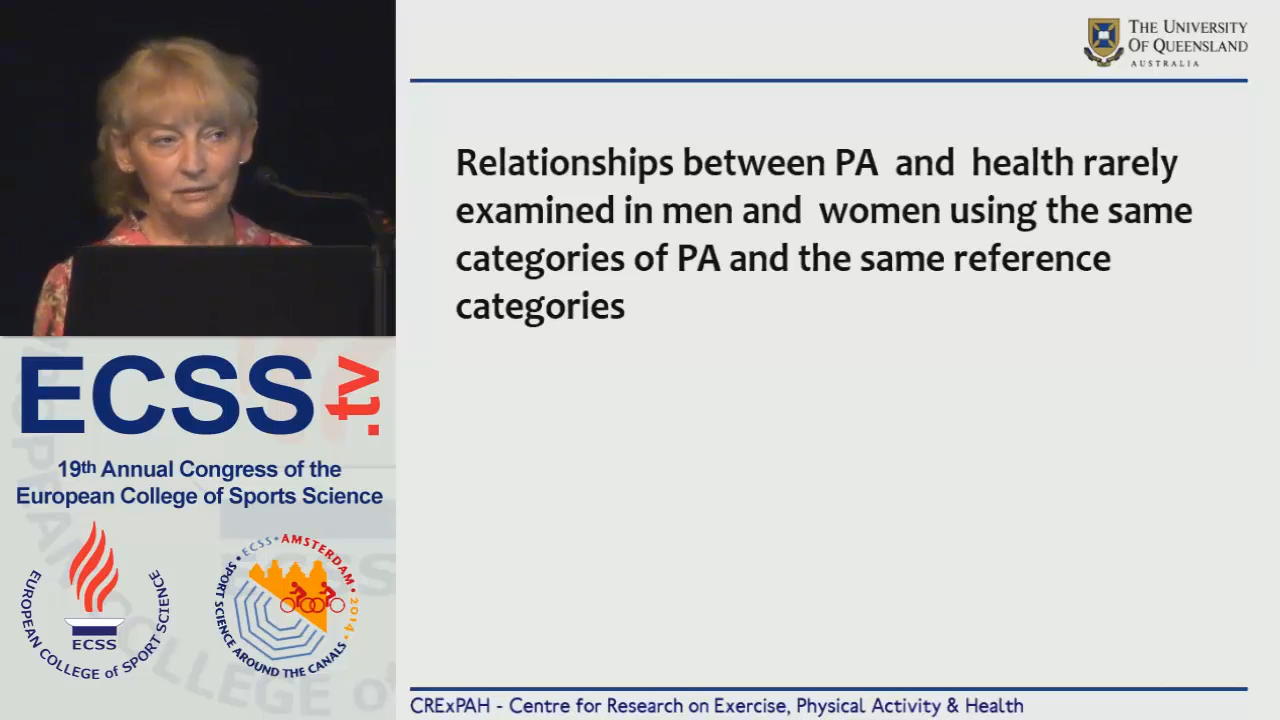 THE UNIVERSITY
OF QUEENSLAND
AUSTRALIA
Relationships between PA and health rarely
examined in men and women using the same
categories of PA and the same reference
categories
ECSS
.tv
19th Annual Congress of the
European College of Sports Science
EUROPEAN COLLEGE of SPORT SCIENCE
ECSS
SPORT SCIENCE AROUND THE CANALS
• ECSS • AMSTERDAM • 2014 •
CRExPAH - Centre for Research on Exercise, Physical Activity & Health